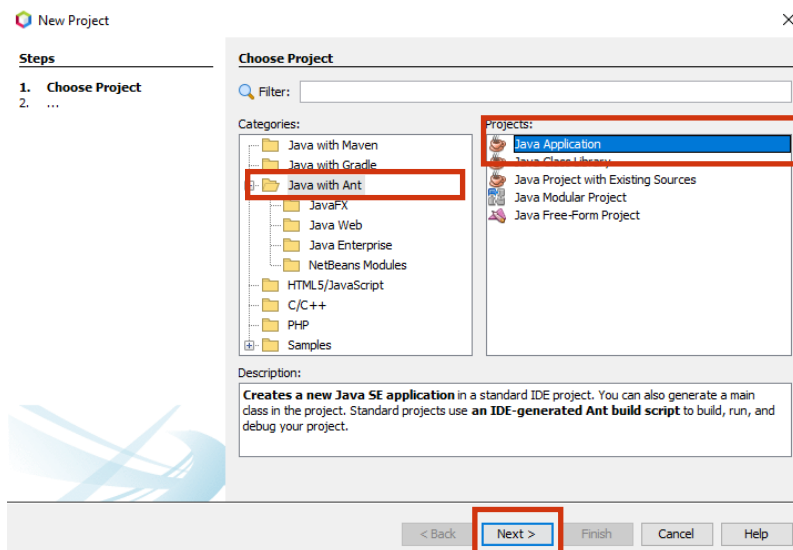 New Project
Steps
1. Choose Project
2. ...
Choose Project
Filter:
Categories:
Java with Maven
Java with Gradle
Java with Ant
JavaFX
Java Web
Java Enterprise
NetBeans Modules
HTML5/JavaScript
C/C++
PHP
Samples
Projects:
Java Application
Java Class Library
Java Project with Existing Sources
Java Modular Project
Java Free-Form Project
Description:
Creates a new Java SE application in a standard IDE project. You can also generate a main
class in the project. Standard projects use an IDE-generated Ant build script to build, run, and
debug your project.
< Back
Next >
Finish
Cancel
Help